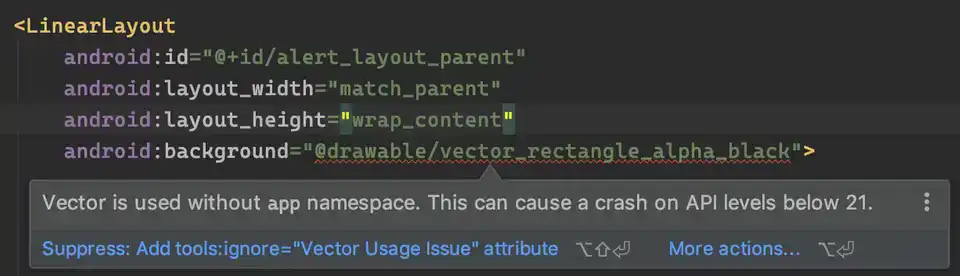 <LinearLayout
android:id="@+id/alert_layout_parent"
android:layout_width="match_parent"
android:layout_height="wrap_content"
android:background="@drawable/vector_rectangle_alpha_black">
Vector is used without app namespace. This can cause a crash on API levels below 21.
Suppress: Add tools:ignore="Vector Usage Issue" attribute ⌥⇧⏎ More actions... ⌥⏎